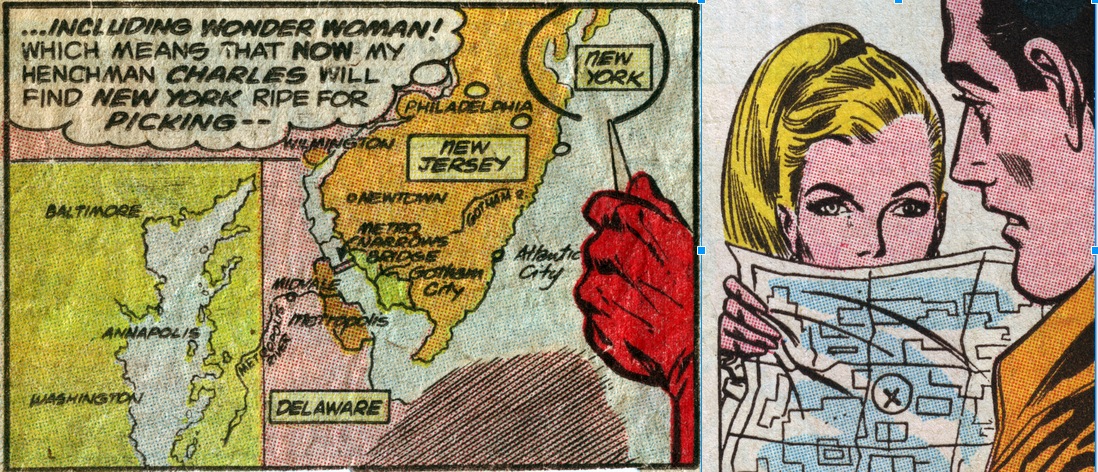 ...INCLUDING WONDER WOMAN!
WHICH MEANS THAT NOW MY
HENCHMAN CHARLES WILL
FIND NEW YORK RIPE FOR
PICKING--
NEW
YORK
PHILADELPHIA
WILMINGTON
NEW
JERSEY
NEWTOWN
GOTHAM R
METRO
NARROWS
BRIDGE
Gotham
City
Atlantic
City
BALTIMORE
MIDVALE
Metropolis
ANNAPOLIS
WASHINGTON
DELAWARE
X